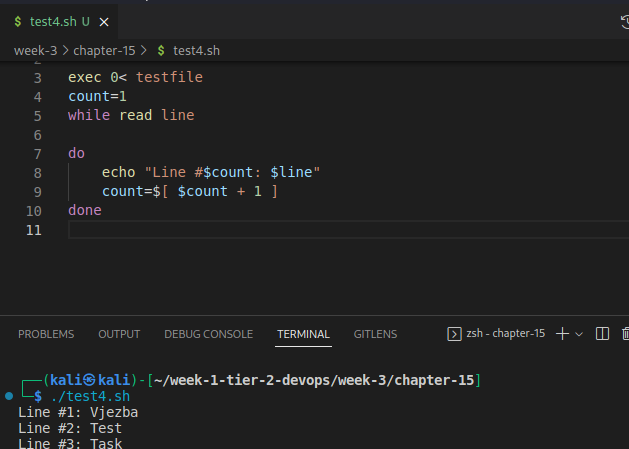 $ test4.sh U ×
week-3 > chapter-15 > $ test4.sh
2
3 exec 0< testfile
4 count=1
5 while read line
6
7 do
8 echo "Line #$count: $line"
9 count=$[ $count + 1 ]
10 done
11
PROBLEMS OUTPUT DEBUG CONSOLE TERMINAL GITLENS zsh - chapter-15
(kali㉿kali)-[~/week-1-tier-2-devops/week-3/chapter-15]
$ ./test4.sh
Line #1: Vjezba
Line #2: Test
Line #3: Task